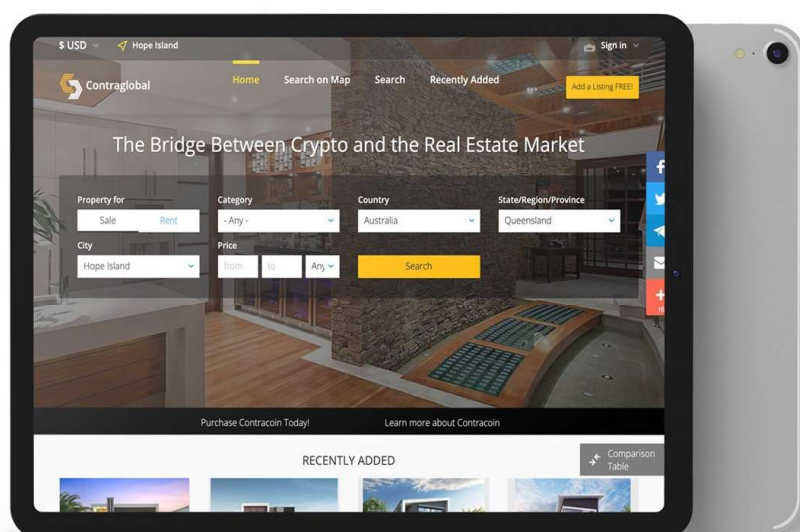 $ USD
Hope Island
Sign in
Contraglobal
Home
Search on Map
Search
Recently Added
Add a Listing FREE!
The Bridge Between Crypto and the Real Estate Market
Property for
Category
Country
State/Region/Province
Sale
Rent
- Any -
Australia
Queensland
City
Price
Hope Island
from
to
Any
Search
Purchase Contracoin Today!
Learn more about Contracoin
RECENTLY ADDED
Comparison
Table